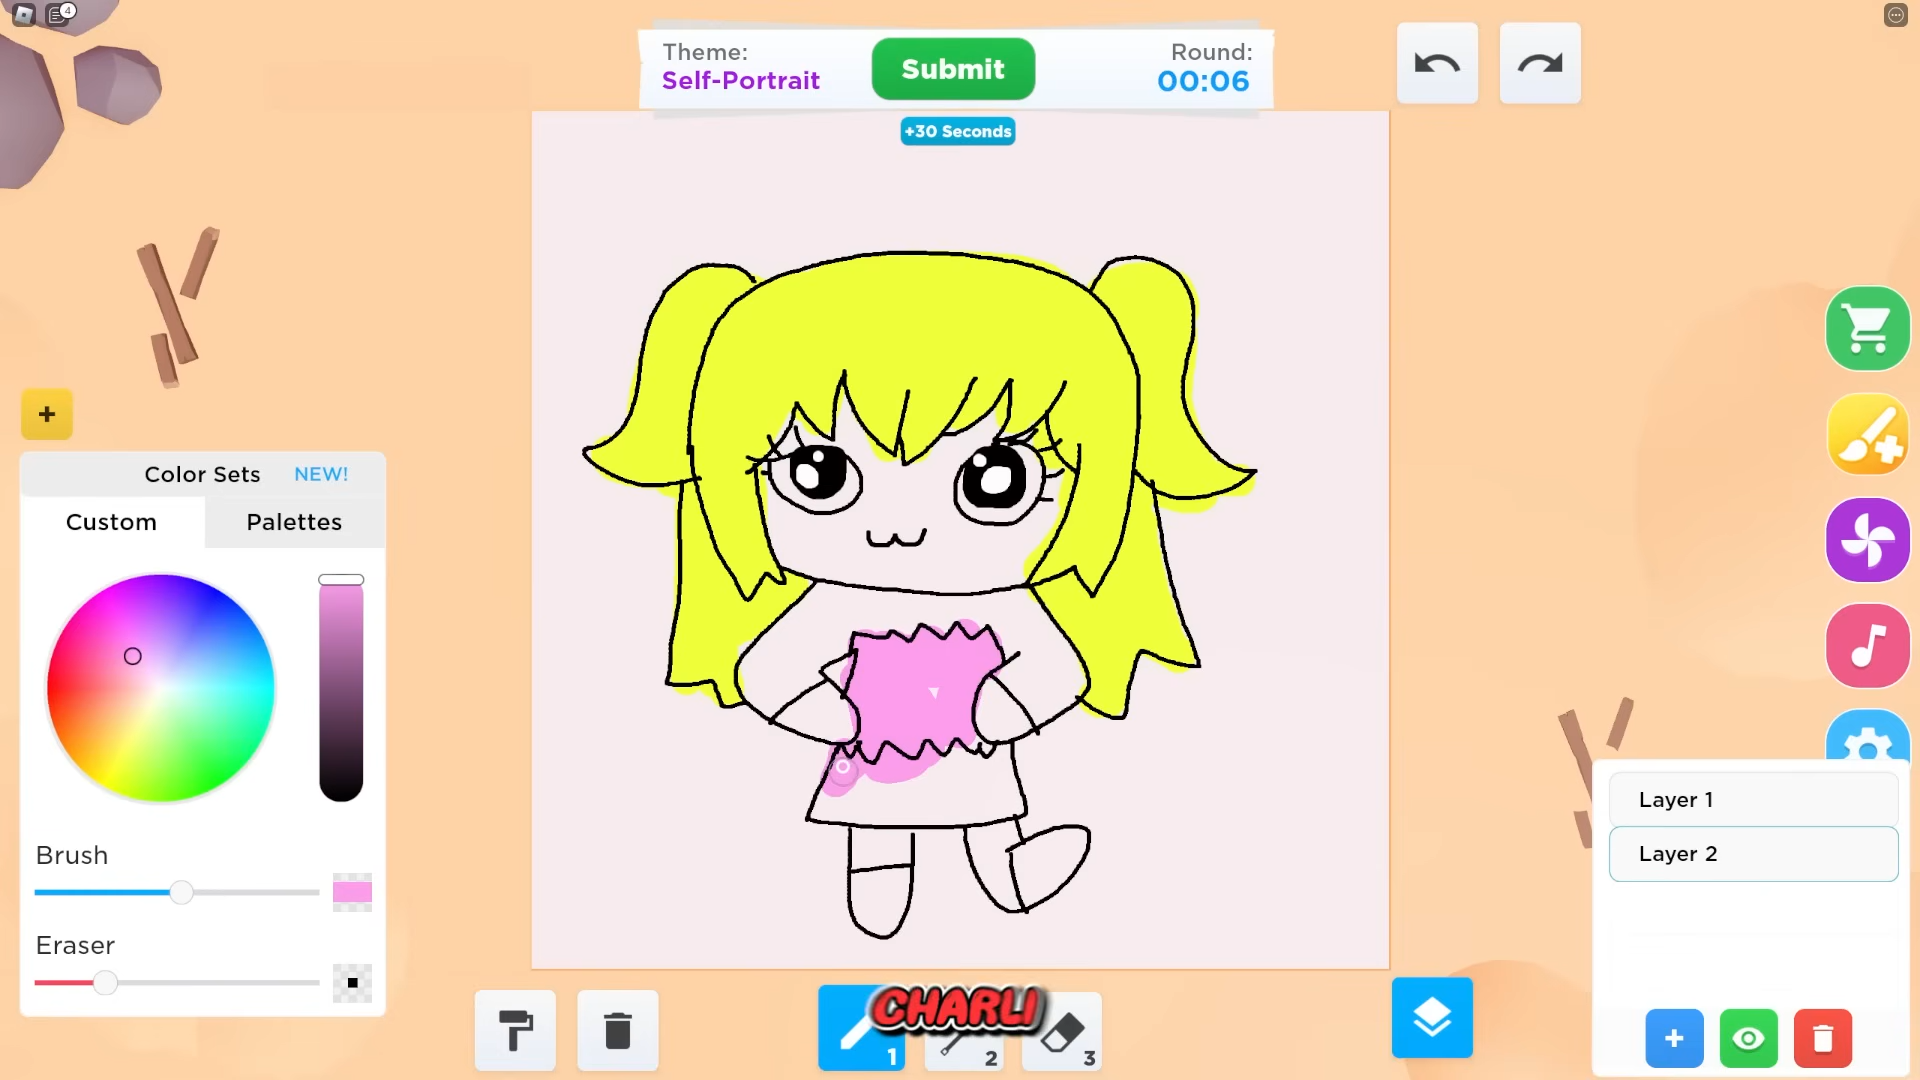 4
Theme:
Self-Portrait
Submit
Round:
00:06
+30 Seconds
+
Color Sets NEW!
Custom
Palettes
Brush
Eraser
Layer 1
Layer 2
CHARLI
1
2
3
+